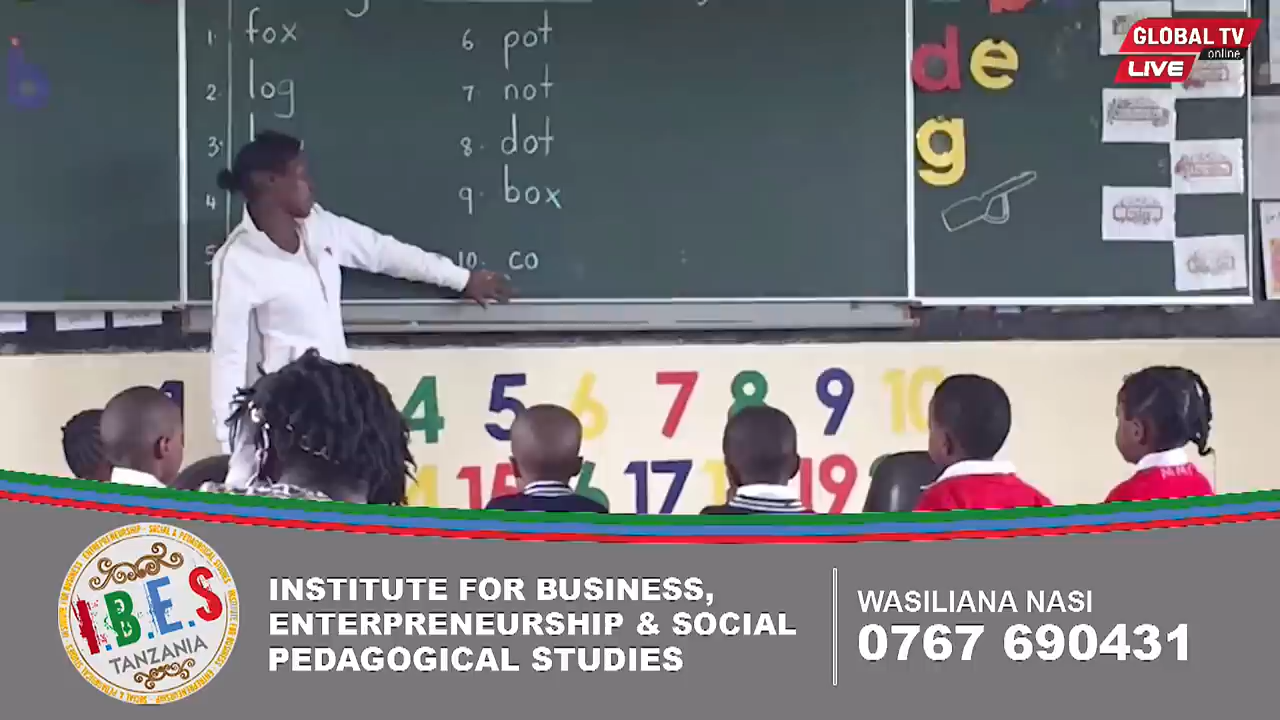 1. fox
2. log
3.
4
5
6. pot
7 not
8. dot
9. box
10. co
b
d e
g
GLOBAL TV
online
LIVE
4 5 6 7 8 9 10
15 17 19
I.B.E.S
TANZANIA
INSTITUTE FOR BUSINESS,
ENTERPRENEURSHIP & SOCIAL
PEDAGOGICAL STUDIES
WASILIANA NASI
0767 690431